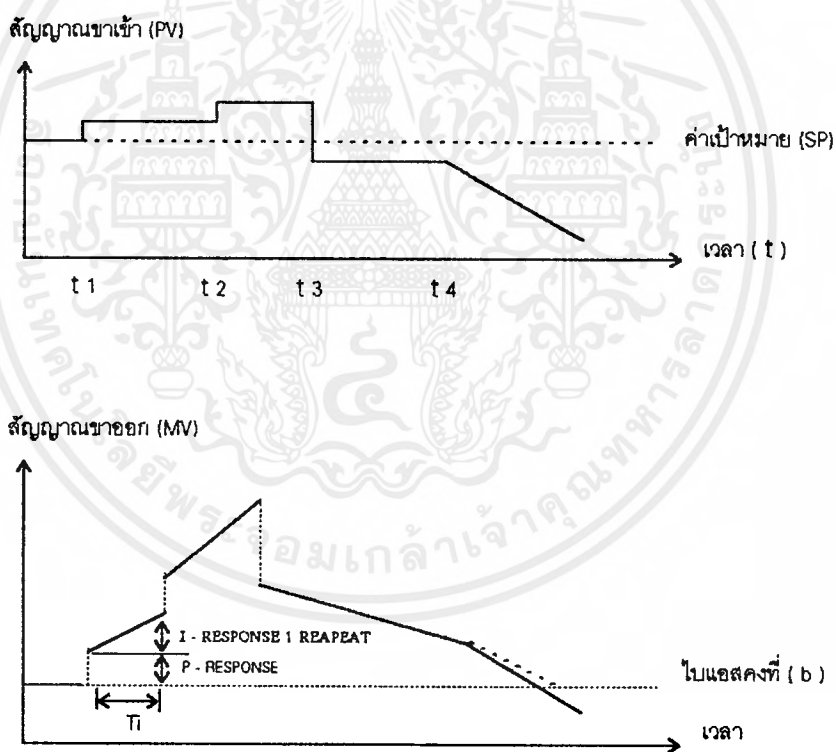 สัญญาณขาเข้า (PV)
ค่าเป้าหมาย (SP)
เวลา ( t )
t 1
t 2
t 3
t 4
สัญญาณขาออก (MV)
I - RESPONSE 1 REAPEAT
P - RESPONSE
ไบแอสคงที่ ( b )
Ti
เวลา